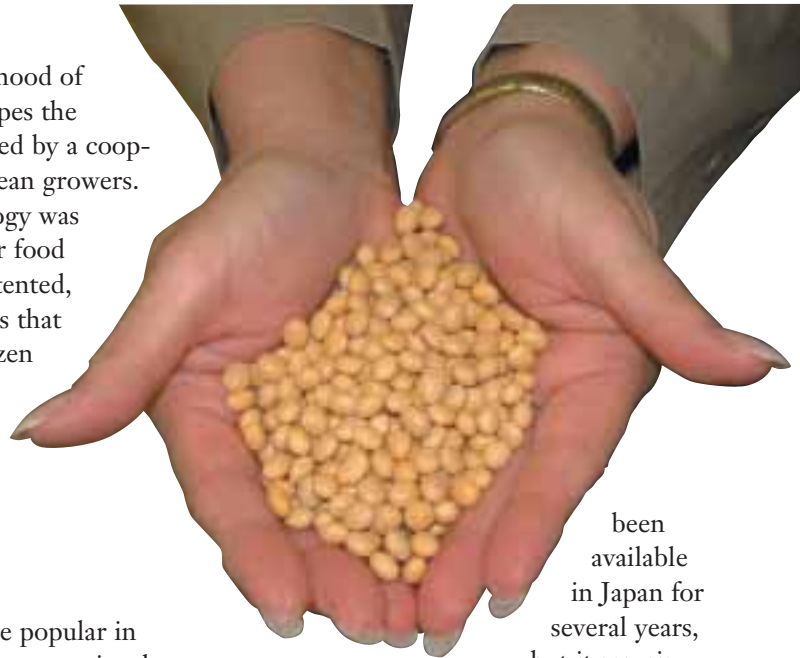 hood of
pes the
ed by a coop-
ean growers.
ogy was
r food
tented,
s that
zen
e popular in
been
available
in Japan for
several years,